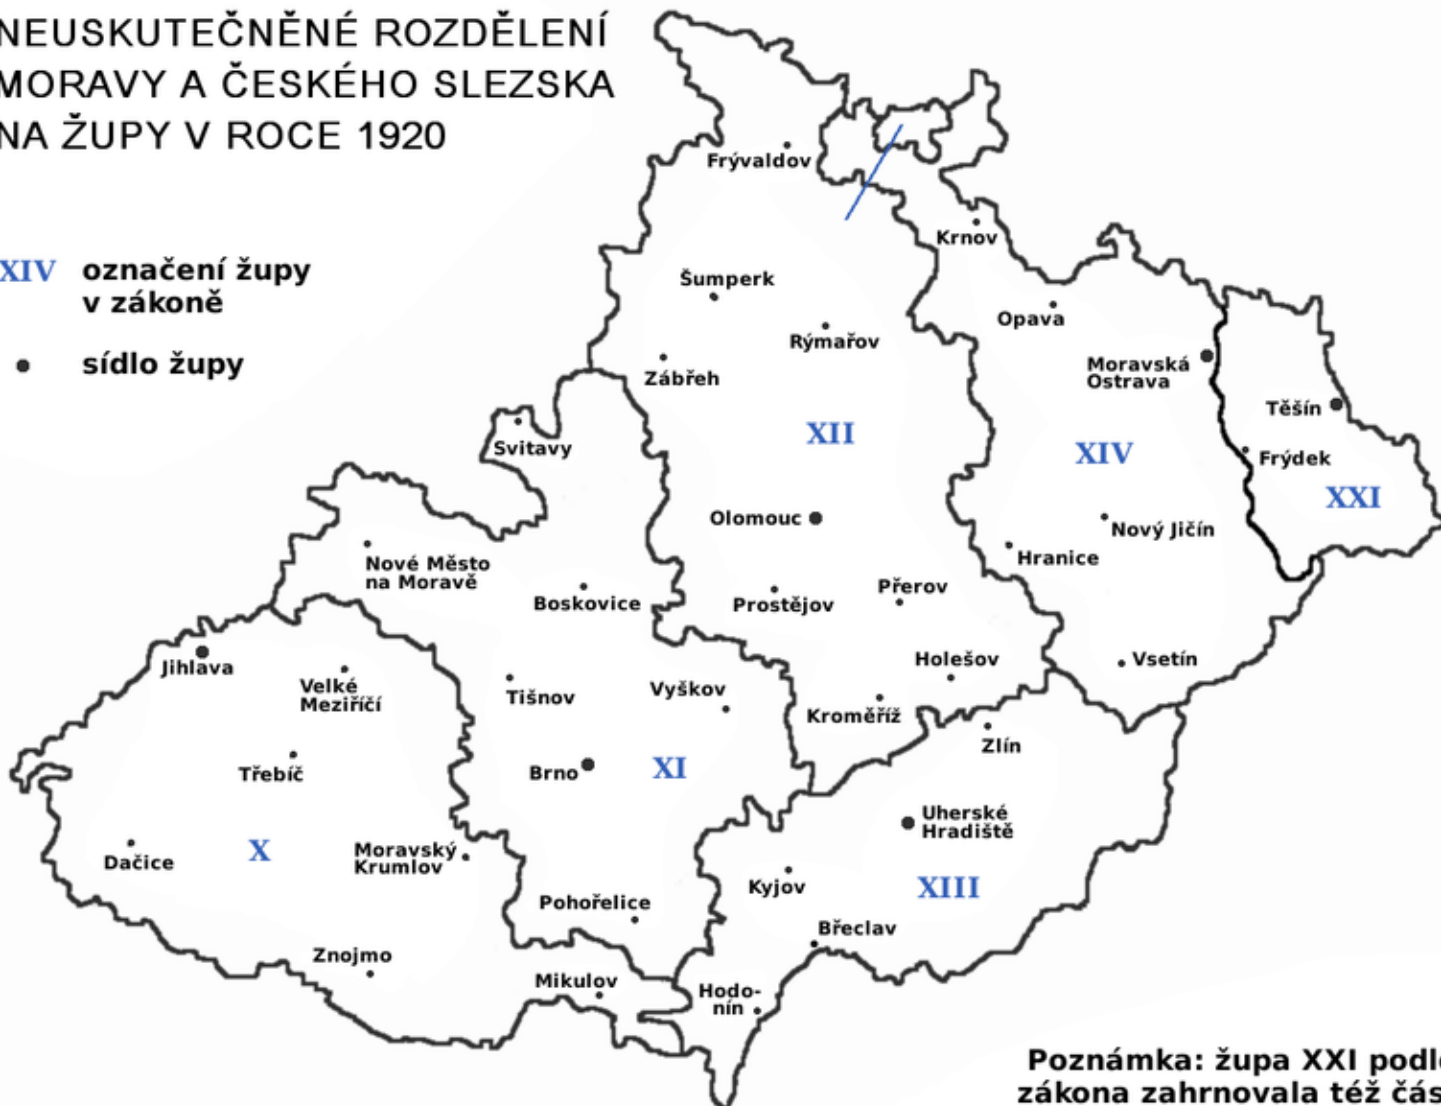 NEUSKUTEČNĚNÉ ROZDĚLENÍ
MORAVY A ČESKÉHO SLEZSKA
NA ŽUPY V ROCE 1920
XIV označení župy
v zákoně
sídlo župy
Frývaldov
Krnov
Šumperk
Opava
Rýmařov
Moravská
Ostrava
Zábřeh
Těšín
XII
Svitavy
XIV
Frýdek
XXI
Olomouc
Nový Jičín
Hranice
Nové Město
na Moravě
Boskovice
Prostějov
Přerov
Jihlava
Holešov
Vsetín
Velké
Meziříčí
Tišnov
Vyškov
Kroměříž
Zlín
Třebíč
Brno
XI
Uherské
Hradiště
Dačice
X
Moravský
Krumlov
Kyjov
XIII
Pohořelice
Břeclav
Znojmo
Mikulov
Hodo-
nín
Poznámka: župa XXI podl
zákona zahrnovala též čás